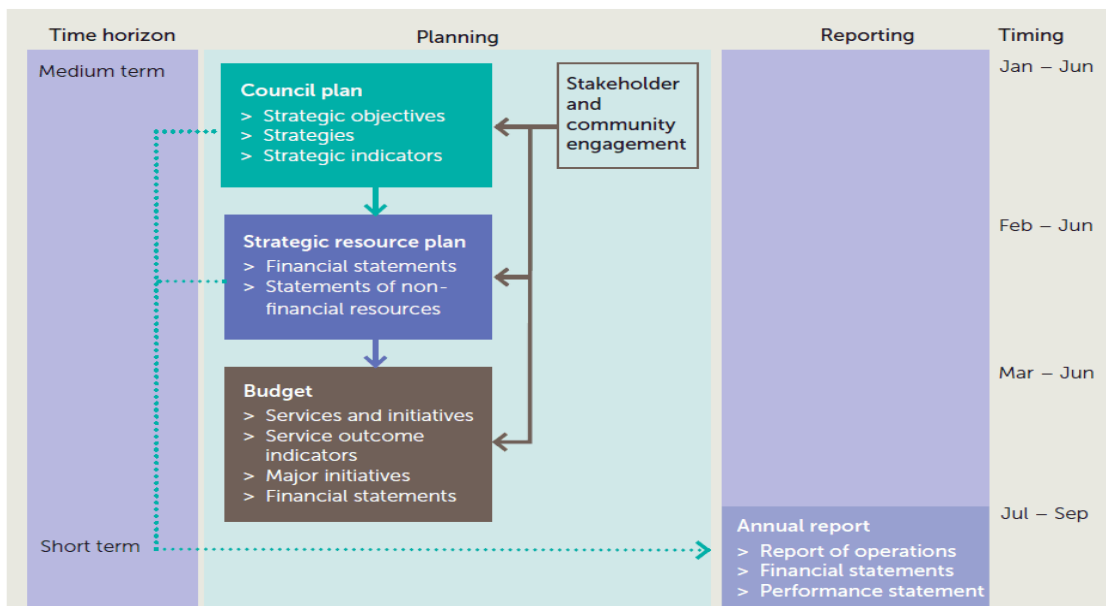 Time horizon
Planning
Reporting
Timing
Medium term
Jan – Jun
Council plan
> Strategic objectives
> Strategies
> Strategic indicators
Stakeholder
and
community
engagement
Feb – Jun
Strategic resource plan
> Financial statements
> Statements of non-
financial resources
Mar – Jun
Budget
> Services and initiatives
> Service outcome
indicators
> Major initiatives
> Financial statements
Jul – Sep
Short term
Annual report
> Report of operations
> Financial statements
> Performance statement